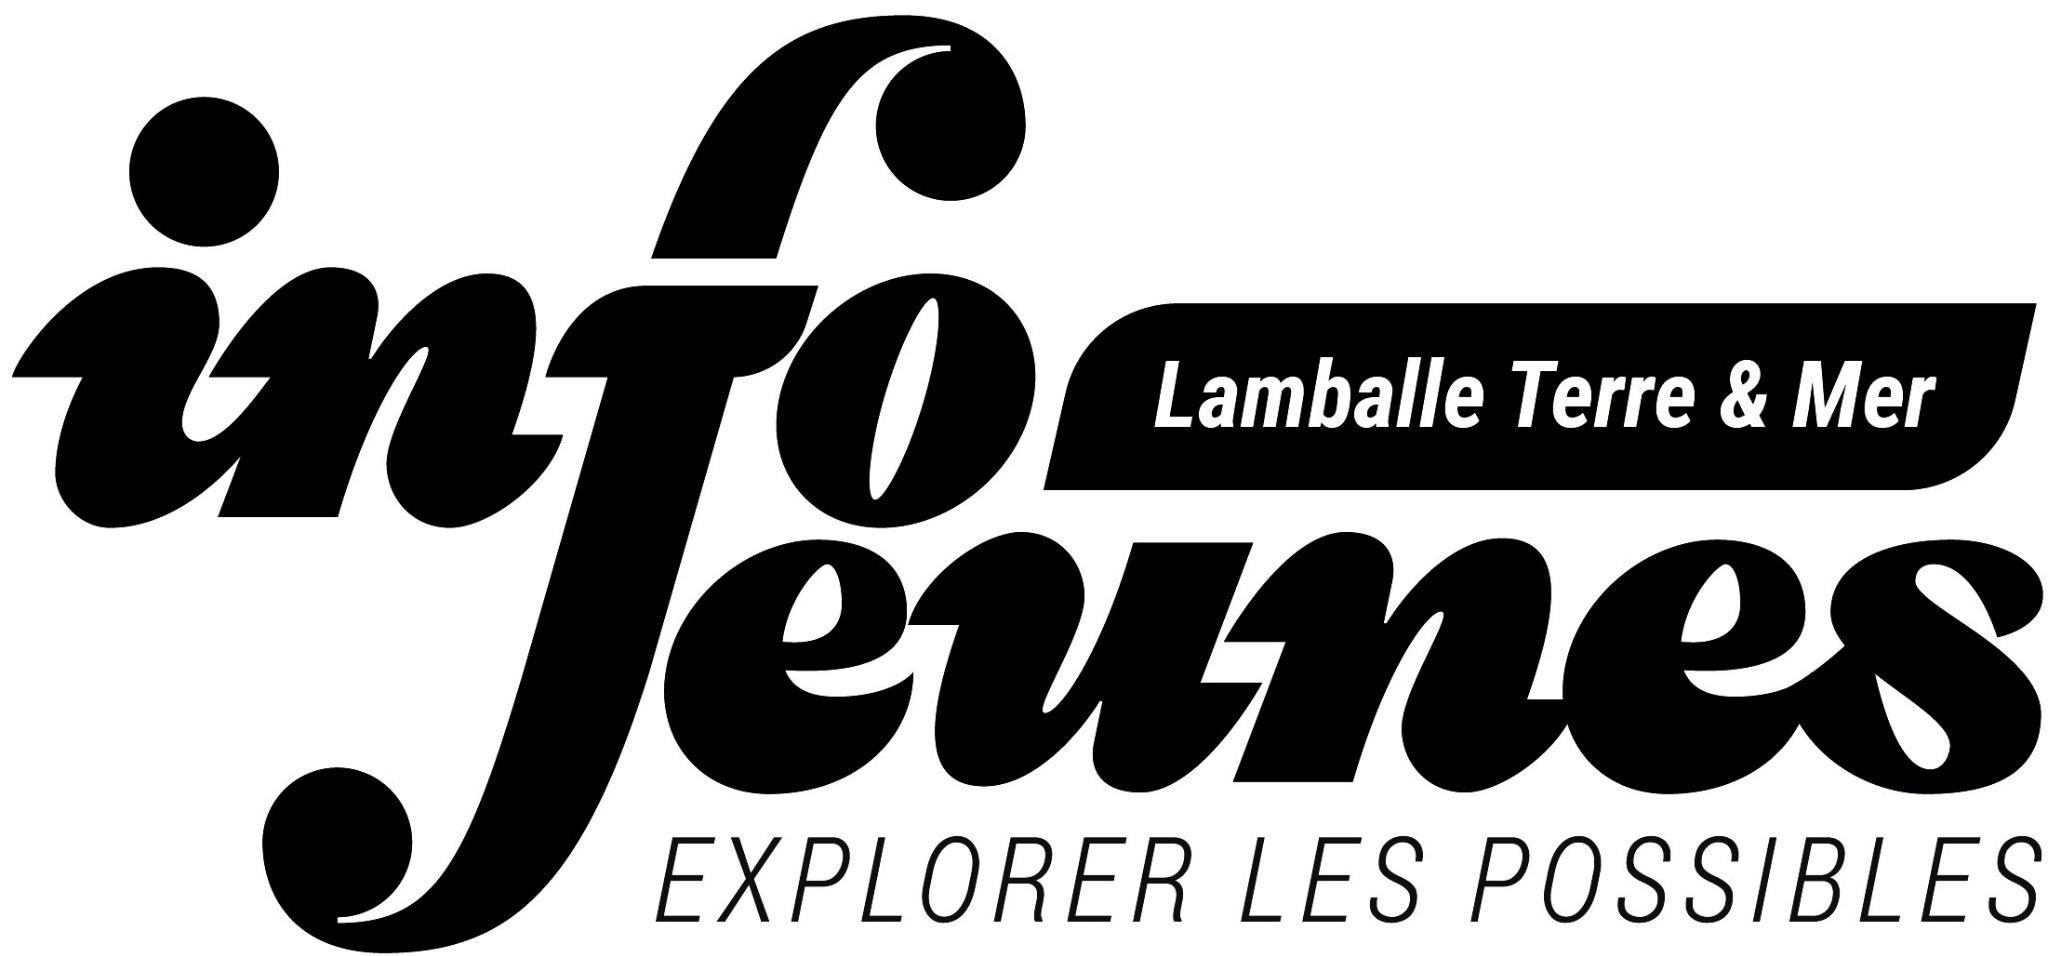 info
Lamballe Terre & Mer
jeunes
EXPLORER LES POSSIBLES